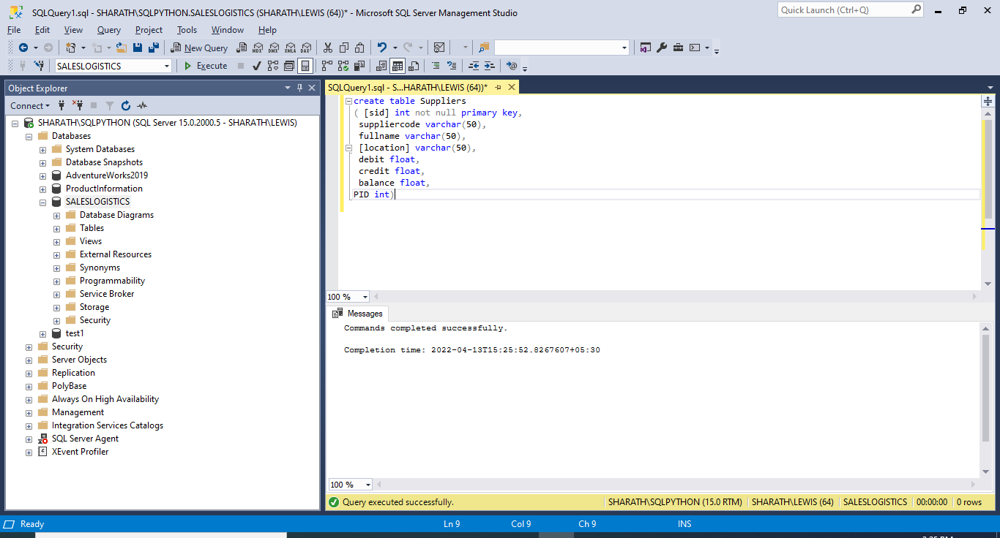 SQLQuery1.sql - SHARATH\SQLPYTHON.SALESLOGISTICS (SHARATH\LEWIS (64))* - Microsoft SQL Server Management Studio
Quick Launch (Ctrl+Q)
File Edit View Query Project Tools Window Help
New Query MDX DMX XMLA DAX
SALESLOGISTICS Execute
Object Explorer
Connect
SHARATH\SQLPYTHON (SQL Server 15.0.2000.5 - SHARATH\LEWIS)
Databases
System Databases
Database Snapshots
AdventureWorks2019
ProductInformation
SALESLOGISTICS
Database Diagrams
Tables
Views
External Resources
Synonyms
Programmability
Service Broker
Storage
Security
test1
Security
Server Objects
Replication
PolyBase
Always On High Availability
Management
Integration Services Catalogs
SQL Server Agent
XEvent Profiler
SQLQuery1.sql - S...HARATH\LEWIS (64))*
create table Suppliers
( [sid] int not null primary key,
suppliercode varchar(50),
fullname varchar(50),
[location] varchar(50),
debit float,
credit float,
balance float,
PID int)
100 %
Messages
Commands completed successfully.
Completion time: 2022-04-13T15:25:52.8267607+05:30
100 %
Query executed successfully. SHARATH\SQLPYTHON (15.0 RTM) SHARATH\LEWIS (64) SALESLOGISTICS 00:00:00 0 rows
Ready Ln 9 Col 9 Ch 9 INS